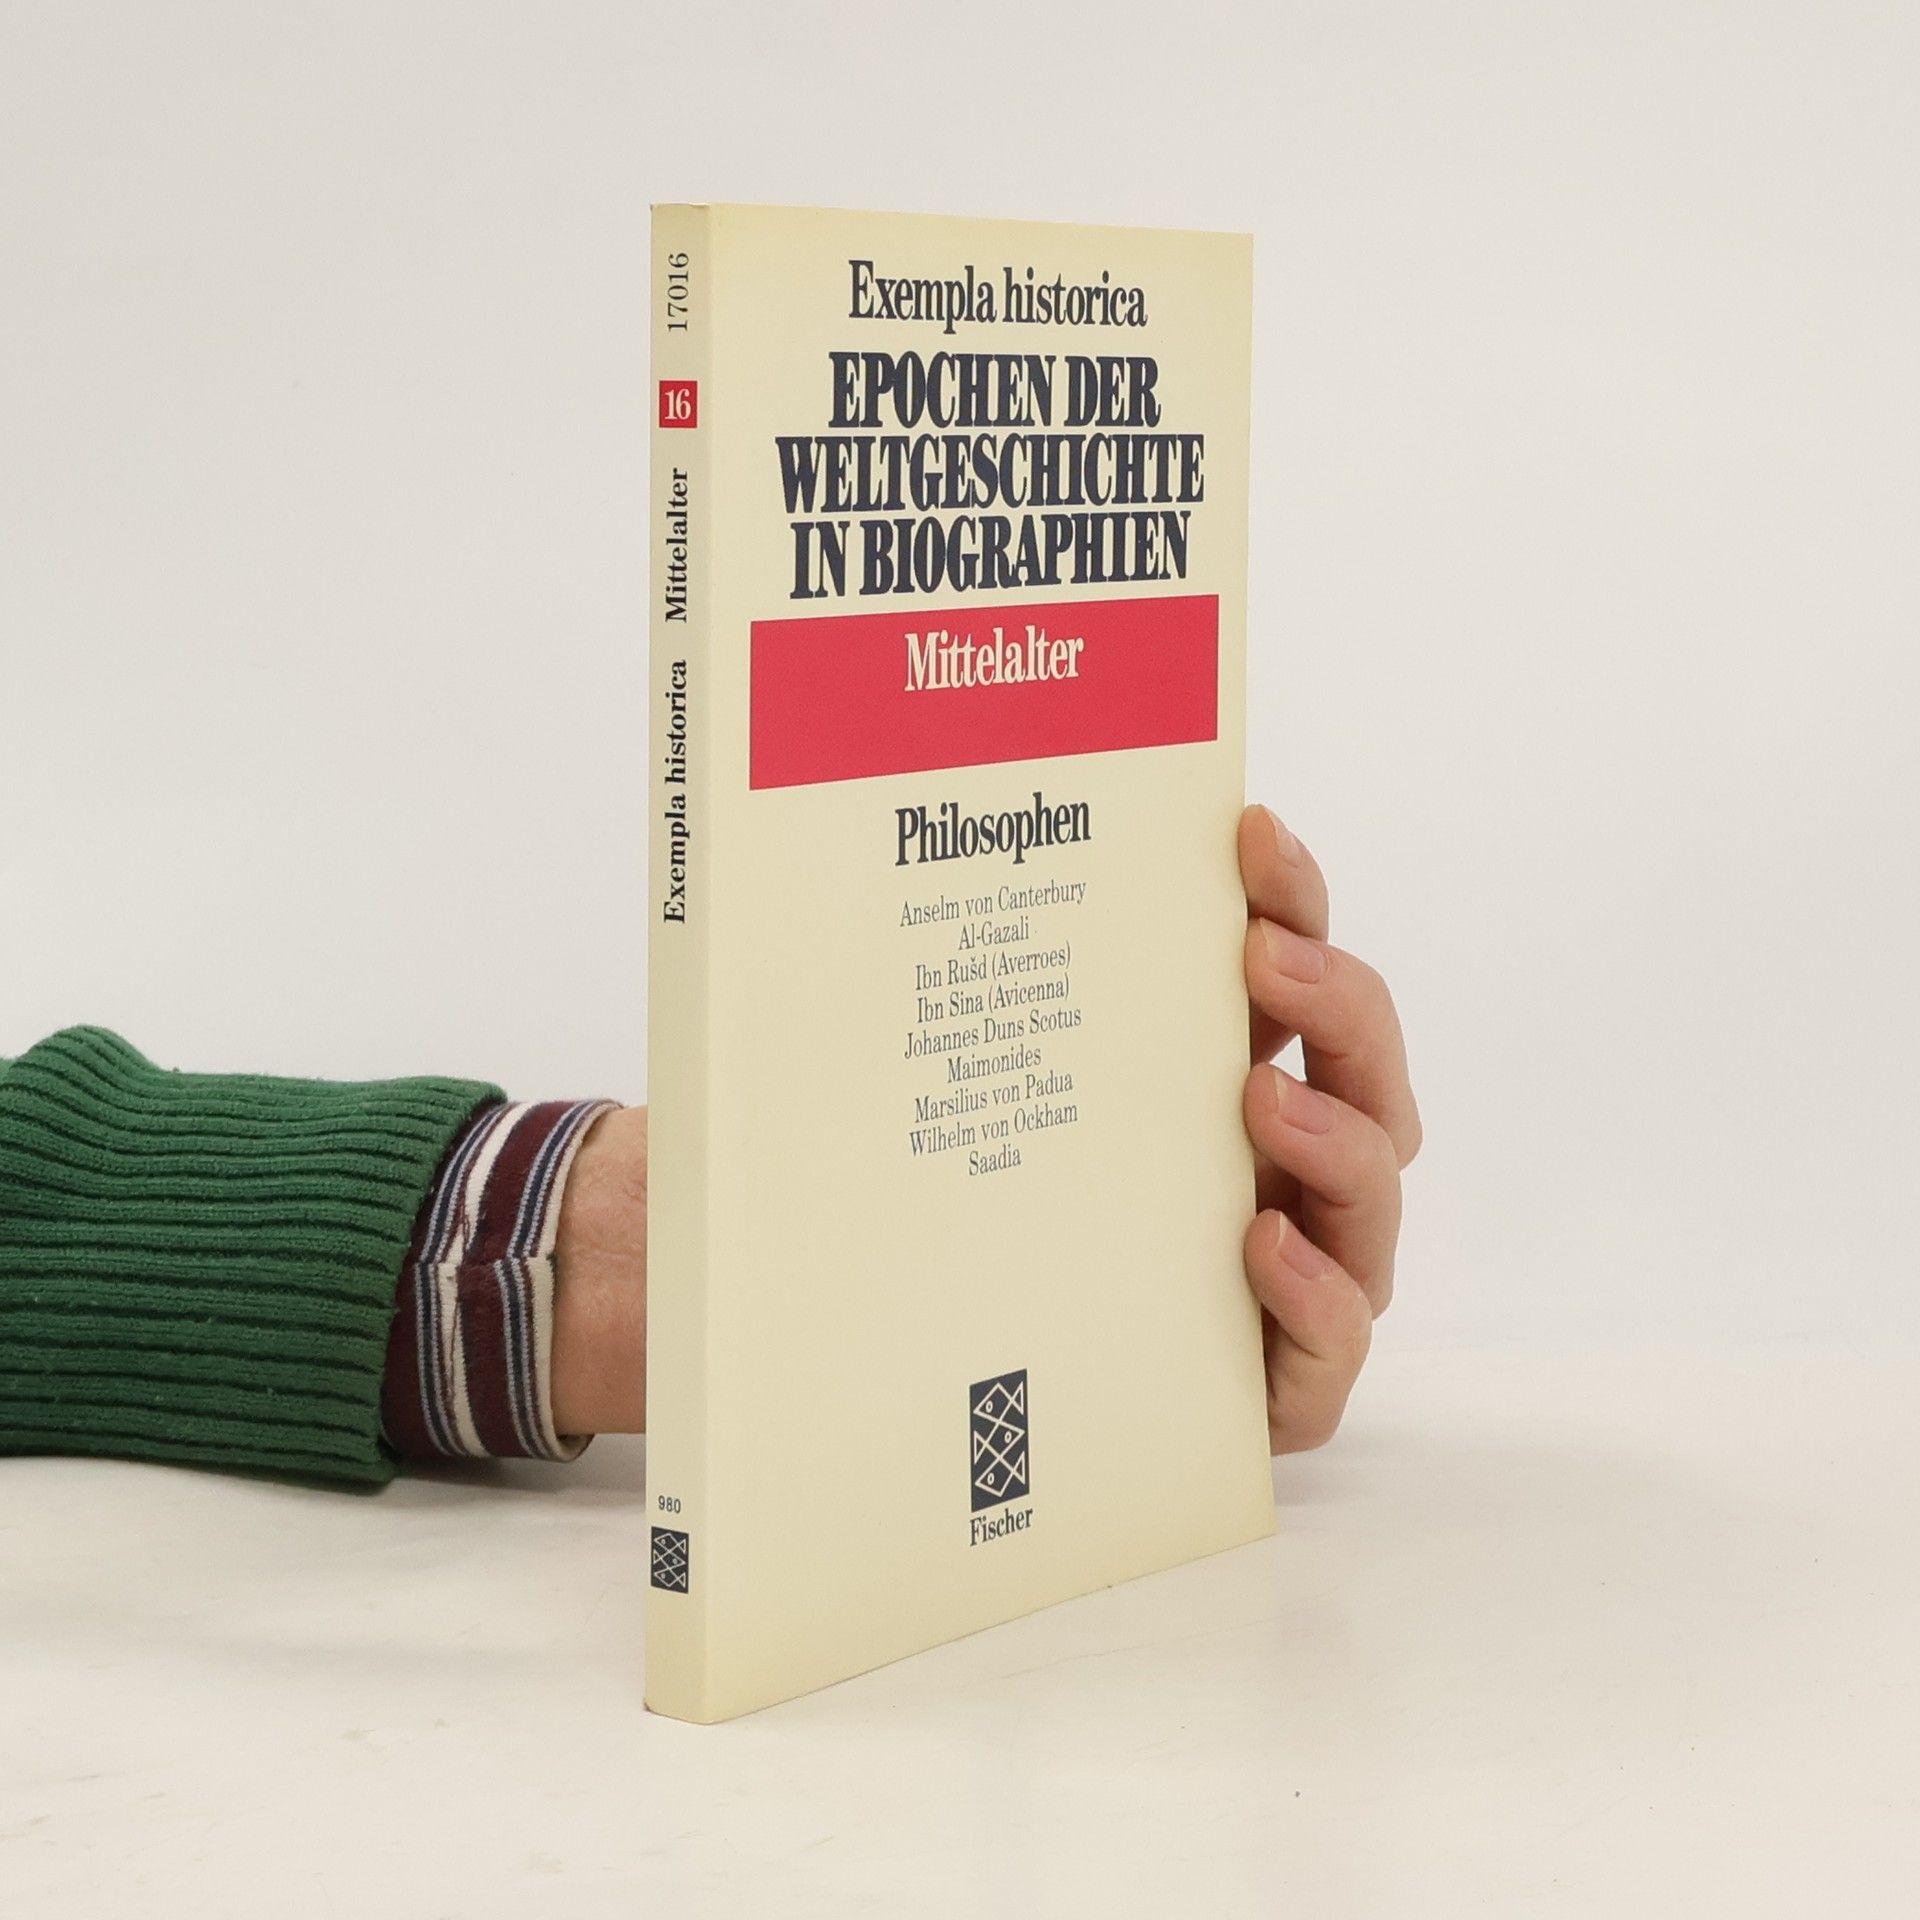 Exempla historica
EPOCHEN DER
WELTGESCHICHTE
IN BIOGRAPHIEN
Mittelalter
Philosophen
Anselm von Canterbury
Al-Gazali
Ibn Rušd (Averroes)
Ibn Sina (Avicenna)
Johannes Duns Scotus
Maimonides
Marsilius von Padua
Wilhelm von Ockham
Saadia
Fischer
Exempla historica Mittelalter 16 17016
980